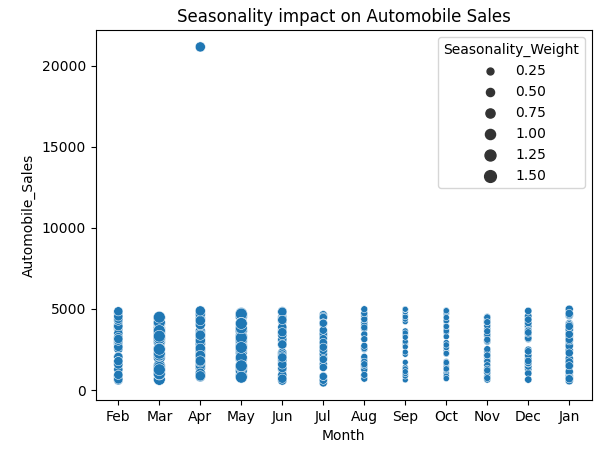 Seasonality impact on Automobile Sales
Seasonality_Weight
0.25
0.50
0.75
1.00
1.25
1.50
20000
15000
10000
5000
0
Automobile_Sales
Feb Mar Apr May Jun Jul Aug Sep Oct Nov Dec Jan
Month